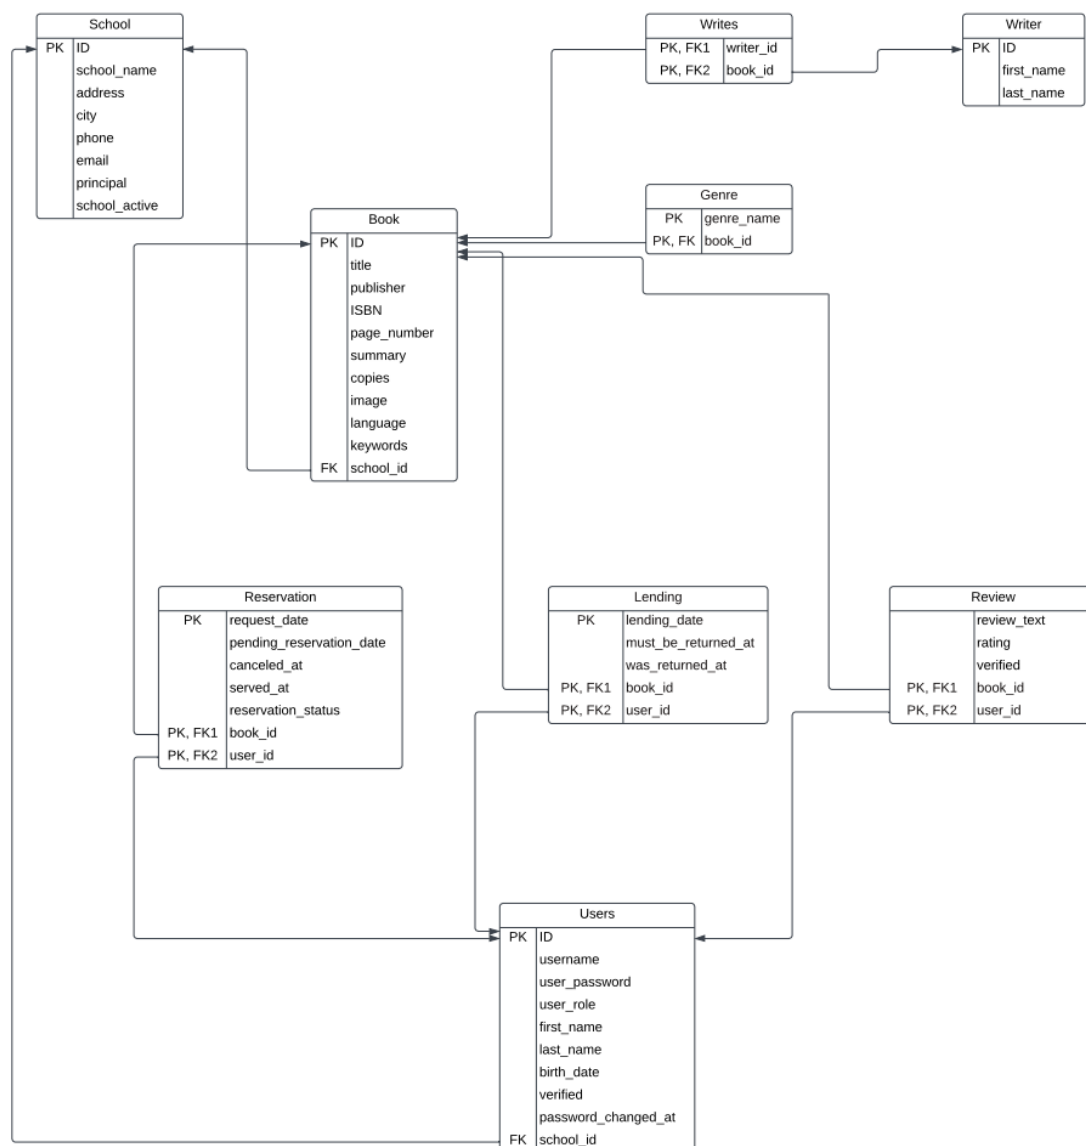 School
PK ID
school_name
address
city
phone
email
principal
school_active
Writes
PK, FK1 writer_id
PK, FK2 book_id
Writer
PK ID
first_name
last_name
Genre
PK genre_name
PK, FK book_id
Book
PK ID
title
publisher
ISBN
page_number
summary
copies
image
language
keywords
FK school_id
Reservation
PK request_date
pending_reservation_date
canceled_at
served_at
reservation_status
PK, FK1 book_id
PK, FK2 user_id
Lending
PK lending_date
must_be_returned_at
was_returned_at
PK, FK1 book_id
PK, FK2 user_id
Review
review_text
rating
verified
PK, FK1 book_id
PK, FK2 user_id
Users
PK ID
username
user_password
user_role
first_name
last_name
birth_date
verified
password_changed_at
FK school_id